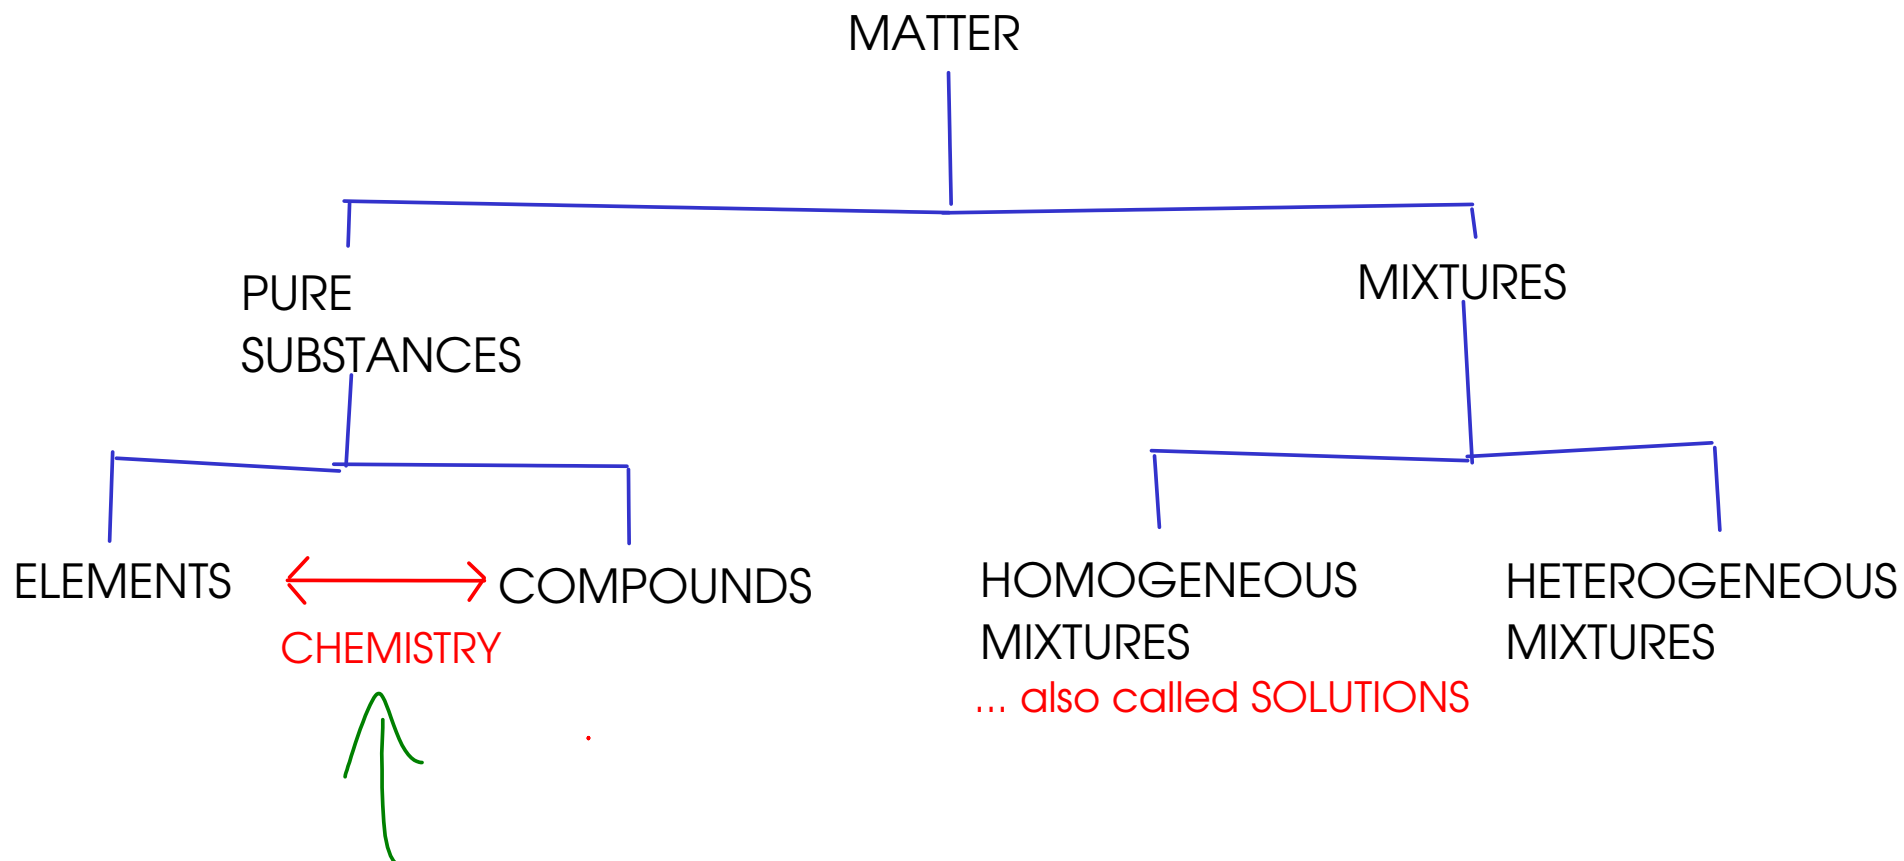 MATTER
PURE
SUBSTANCES
MIXTURES
ELEMENTS
COMPOUNDS
CHEMISTRY
HOMOGENEOUS
MIXTURES
... also called SOLUTIONS
HETEROGENEOUS
MIXTURES